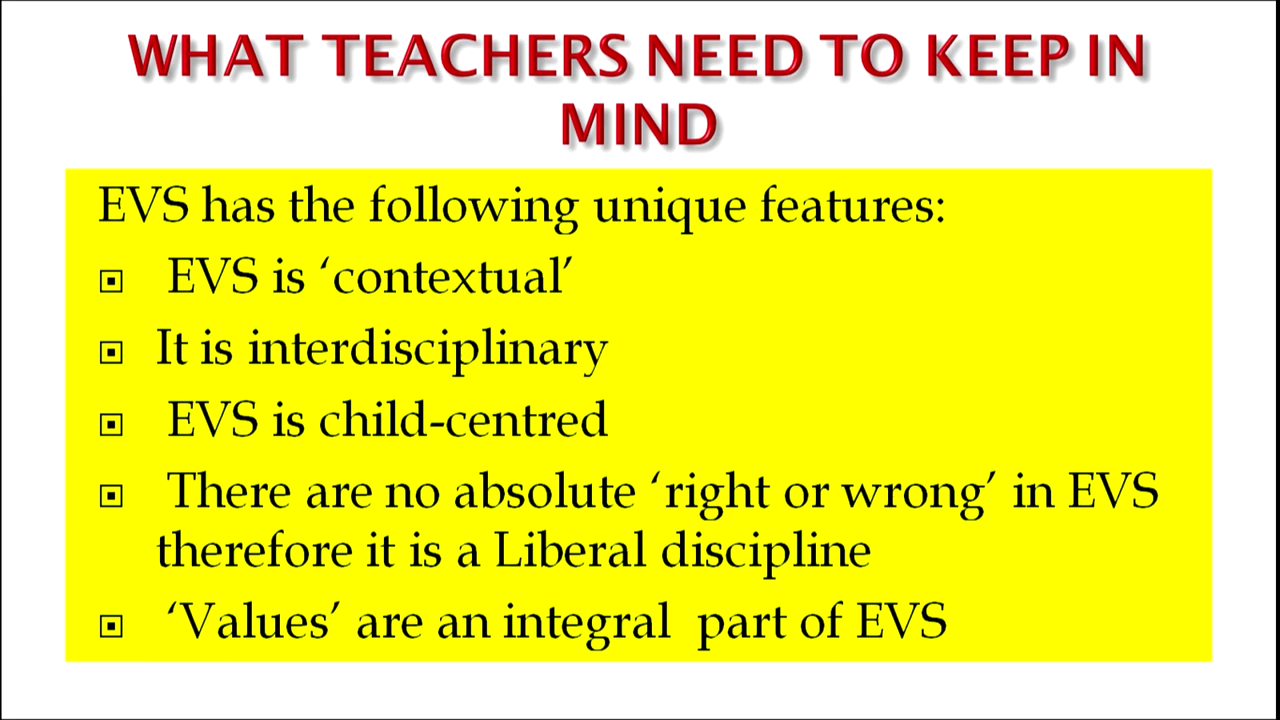 WHAT TEACHERS NEED TO KEEP IN
MIND
EVS has the following unique features:
EVS is ‘contextual’
It is interdisciplinary
EVS is child-centred
There are no absolute ‘right or wrong’ in EVS
therefore it is a Liberal discipline
‘Values’ are an integral part of EVS